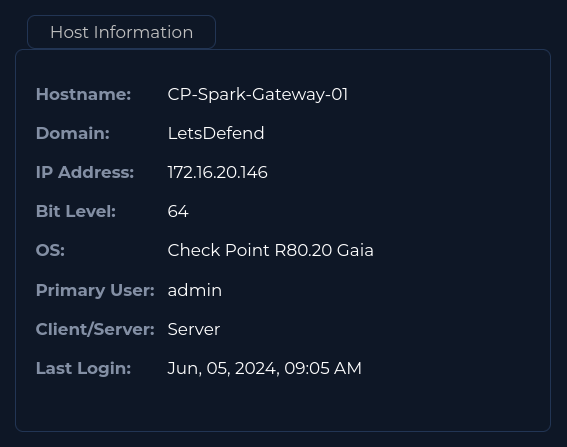 Host Information
Hostname: CP-Spark-Gateway-01
Domain: LetsDefend
IP Address: 172.16.20.146
Bit Level: 64
OS: Check Point R80.20 Gaia
Primary User: admin
Client/Server: Server
Last Login: Jun, 05, 2024, 09:05 AM